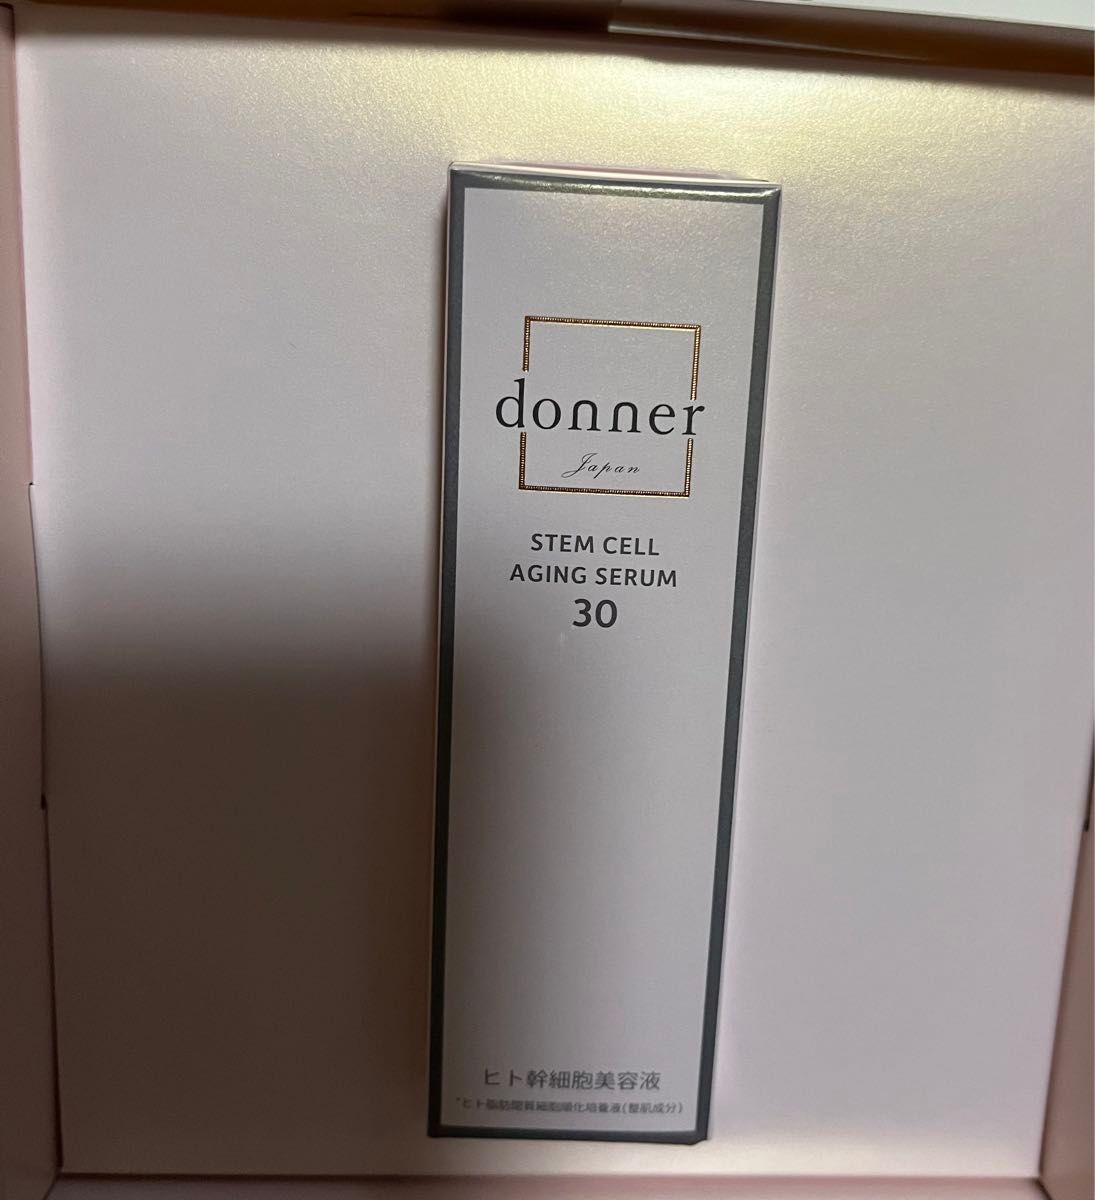 donner
Japan
STEM CELL
AGING SERUM
30
ヒト幹細胞美容液
*ヒト脂肪間質細胞順化培養液(整肌成分)